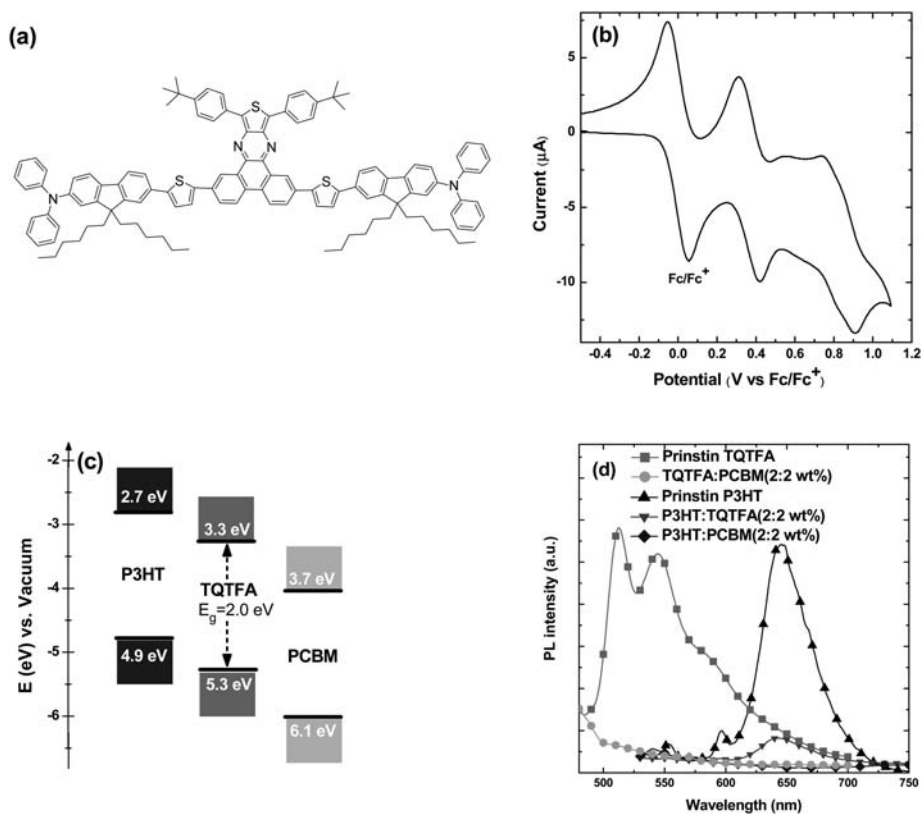 (a)
S
N
N
N
S
S
N
(b)
5
0
-5
-10
Current (μA)
Fc/Fc+
-0.4 -0.2 0.0 0.2 0.4 0.6 0.8 1.0 1.2
Potential (V vs Fc/Fc+)
(c)
-2
-3
-4
-5
-6
E (eV) vs. Vacuum
2.7 eV
P3HT
4.9 eV
3.3 eV
TQTFA
Eg=2.0 eV
5.3 eV
3.7 eV
PCBM
6.1 eV
(d)
Prinstin TQTFA
TQTFA:PCBM(2:2 wt%)
Prinstin P3HT
P3HT:TQTFA(2:2 wt%)
P3HT:PCBM(2:2 wt%)
PL intensity (a.u.)
500 550 600 650 700 750
Wavelength (nm)